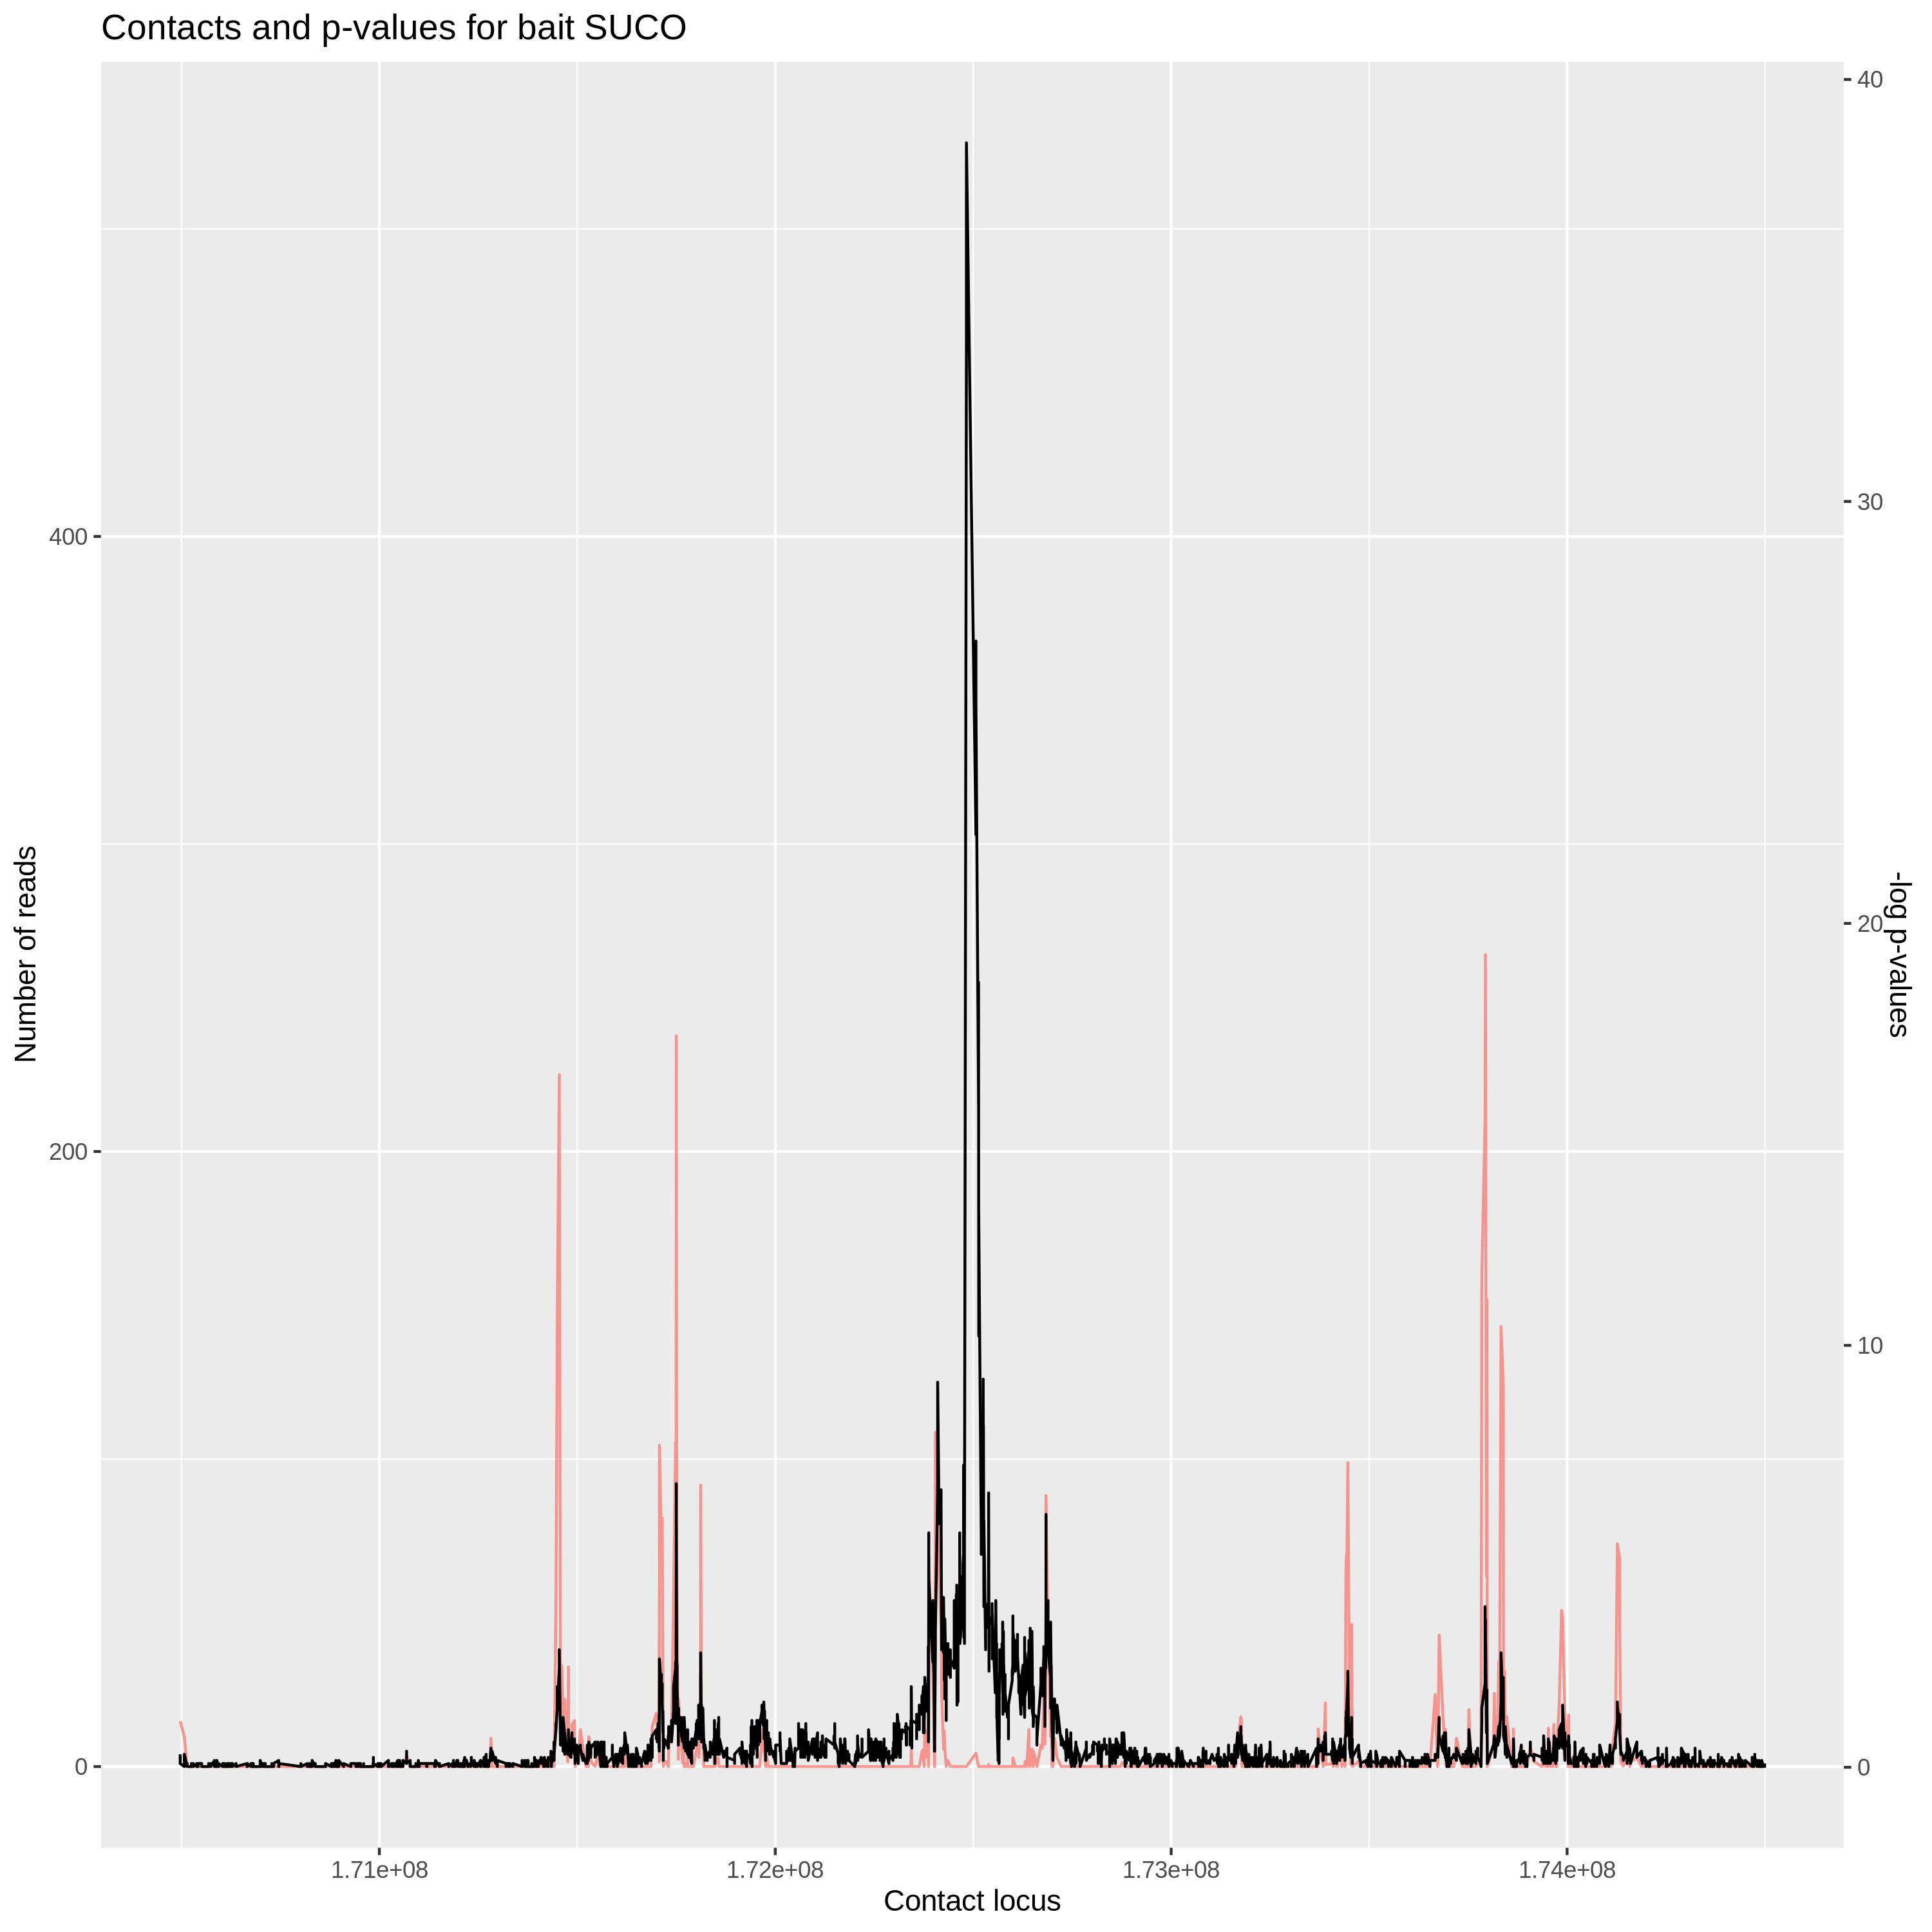 Contacts and p-values for bait SUCO
40
400
30
Number of reads
20
-log p-values
200
10
0
0
1.71e+08
1.72e+08
1.73e+08
1.74e+08
Contact locus